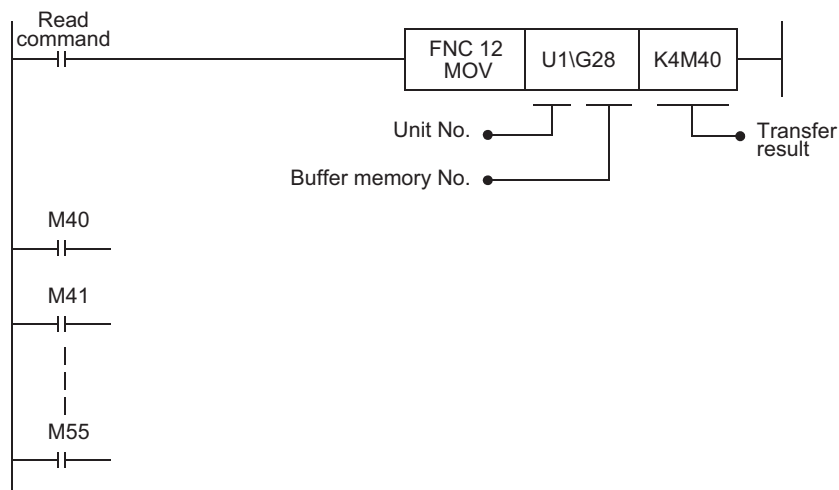 Read
command
FNC 12
MOV
U1\G28
K4M40
Unit No.
Transfer
result
Buffer memory No.
M40
M41
M55